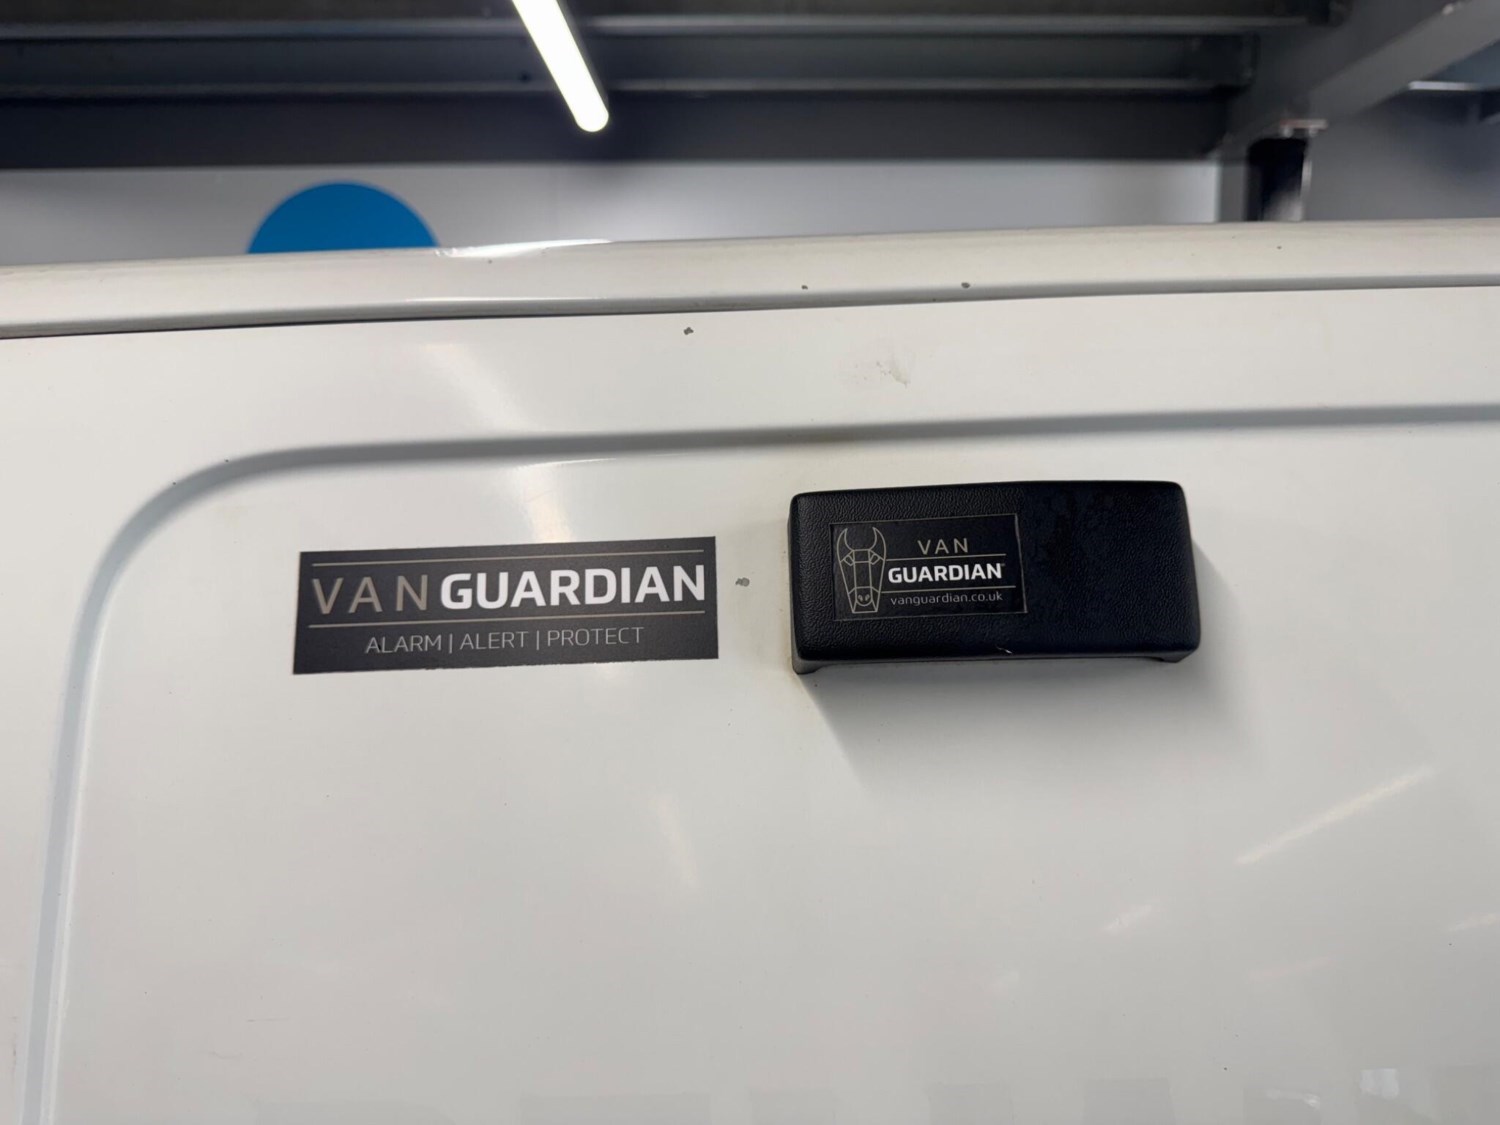 VAN GUARDIAN
ALARM | ALERT | PROTECT
VAN
GUARDIAN
vanguardian.co.uk